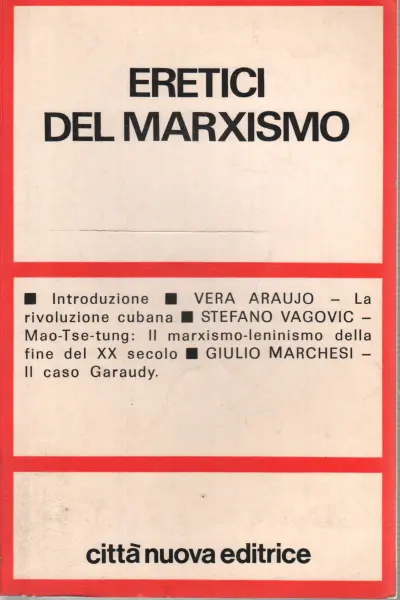 ERETICI
DEL MARXISMO
■ Introduzione ■ VERA ARAUJO – La
rivoluzione cubana ■ STEFANO VAGOVIC –
Mao-Tse-tung: Il marxismo-leninismo della
fine del XX secolo ■ GIULIO MARCHESI –
Il caso Garaudy.
città nuova editrice